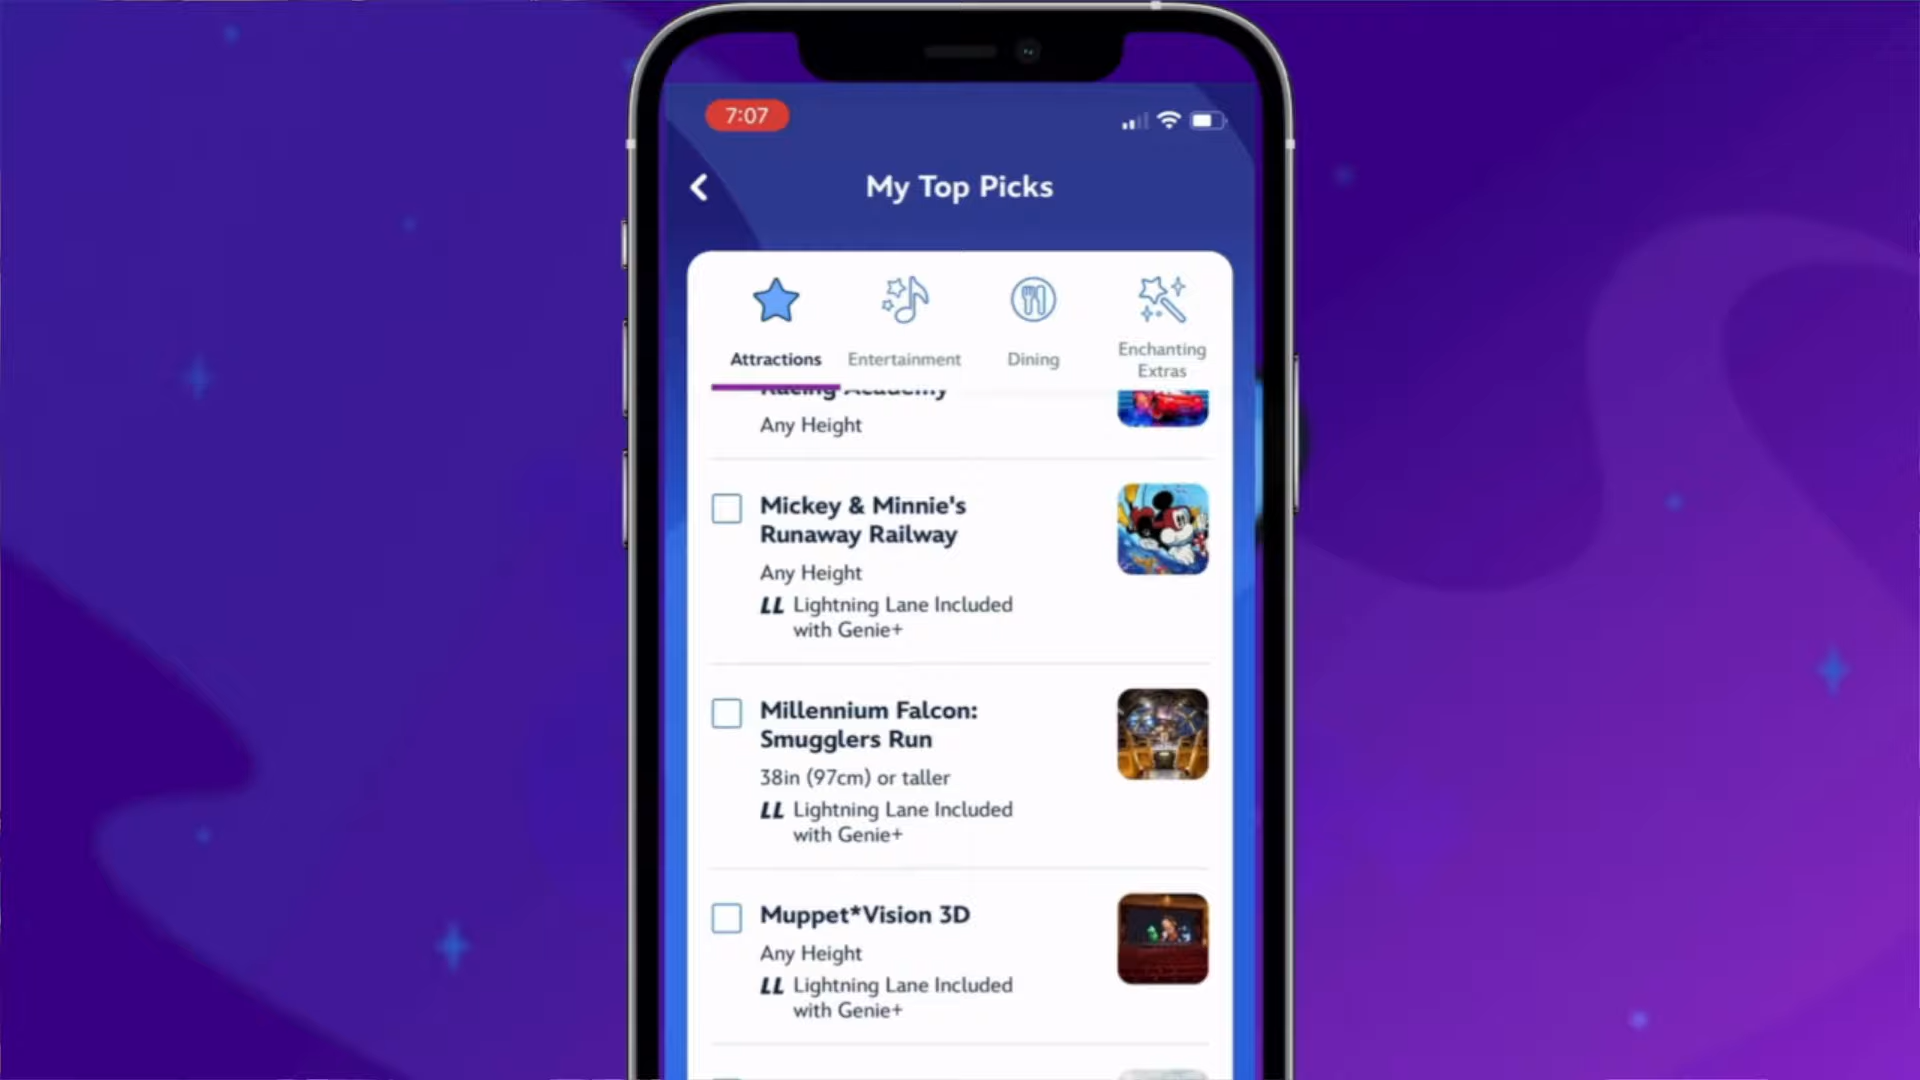 7:07
My Top Picks
Attractions
Entertainment
Dining
Enchanting
Extras
Racing Academy
Any Height
Mickey & Minnie's
Runaway Railway
Any Height
LL Lightning Lane Included
with Genie+
Millennium Falcon:
Smugglers Run
38in (97cm) or taller
LL Lightning Lane Included
with Genie+
Muppet*Vision 3D
Any Height
LL Lightning Lane Included
with Genie+